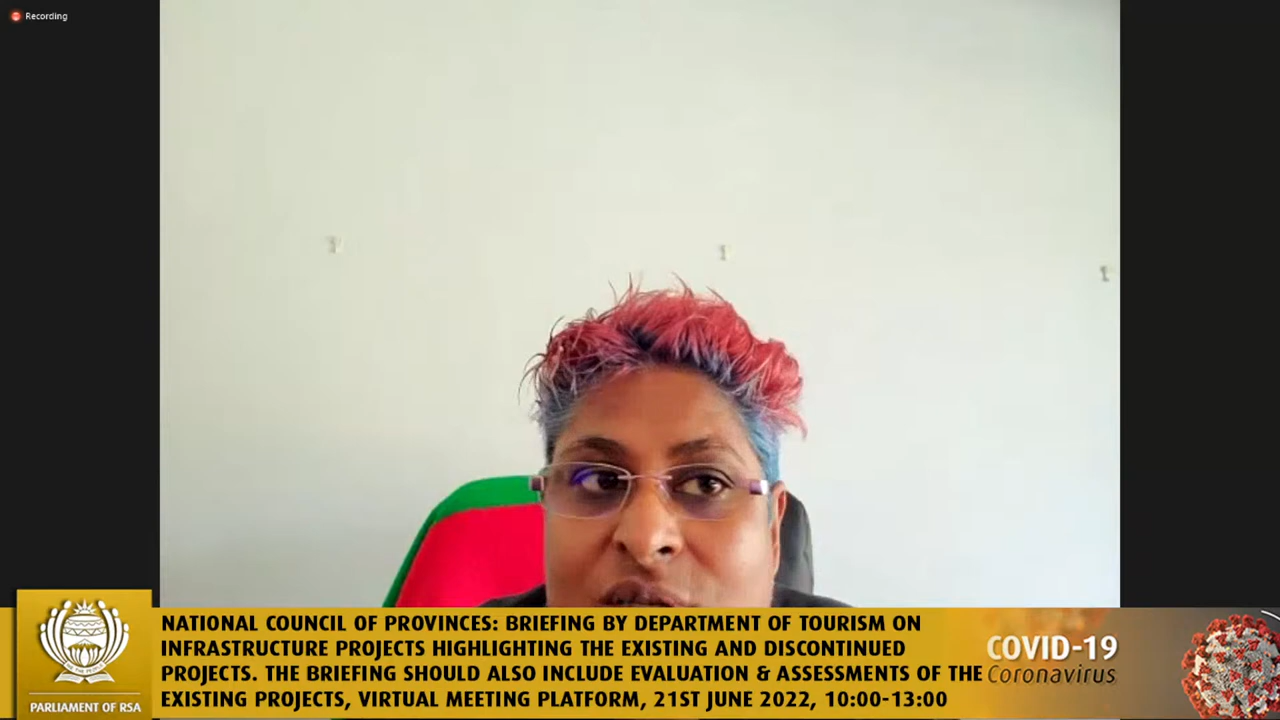 Recording
NATIONAL COUNCIL OF PROVINCES: BRIEFING BY DEPARTMENT OF TOURISM ON
INFRASTRUCTURE PROJECTS HIGHLIGHTING THE EXISTING AND DISCONTINUED
PROJECTS. THE BRIEFING SHOULD ALSO INCLUDE EVALUATION & ASSESSMENTS OF THE
EXISTING PROJECTS, VIRTUAL MEETING PLATFORM, 21ST JUNE 2022, 10:00-13:00
PARLIAMENT OF RSA
COVID-19
Coronavirus